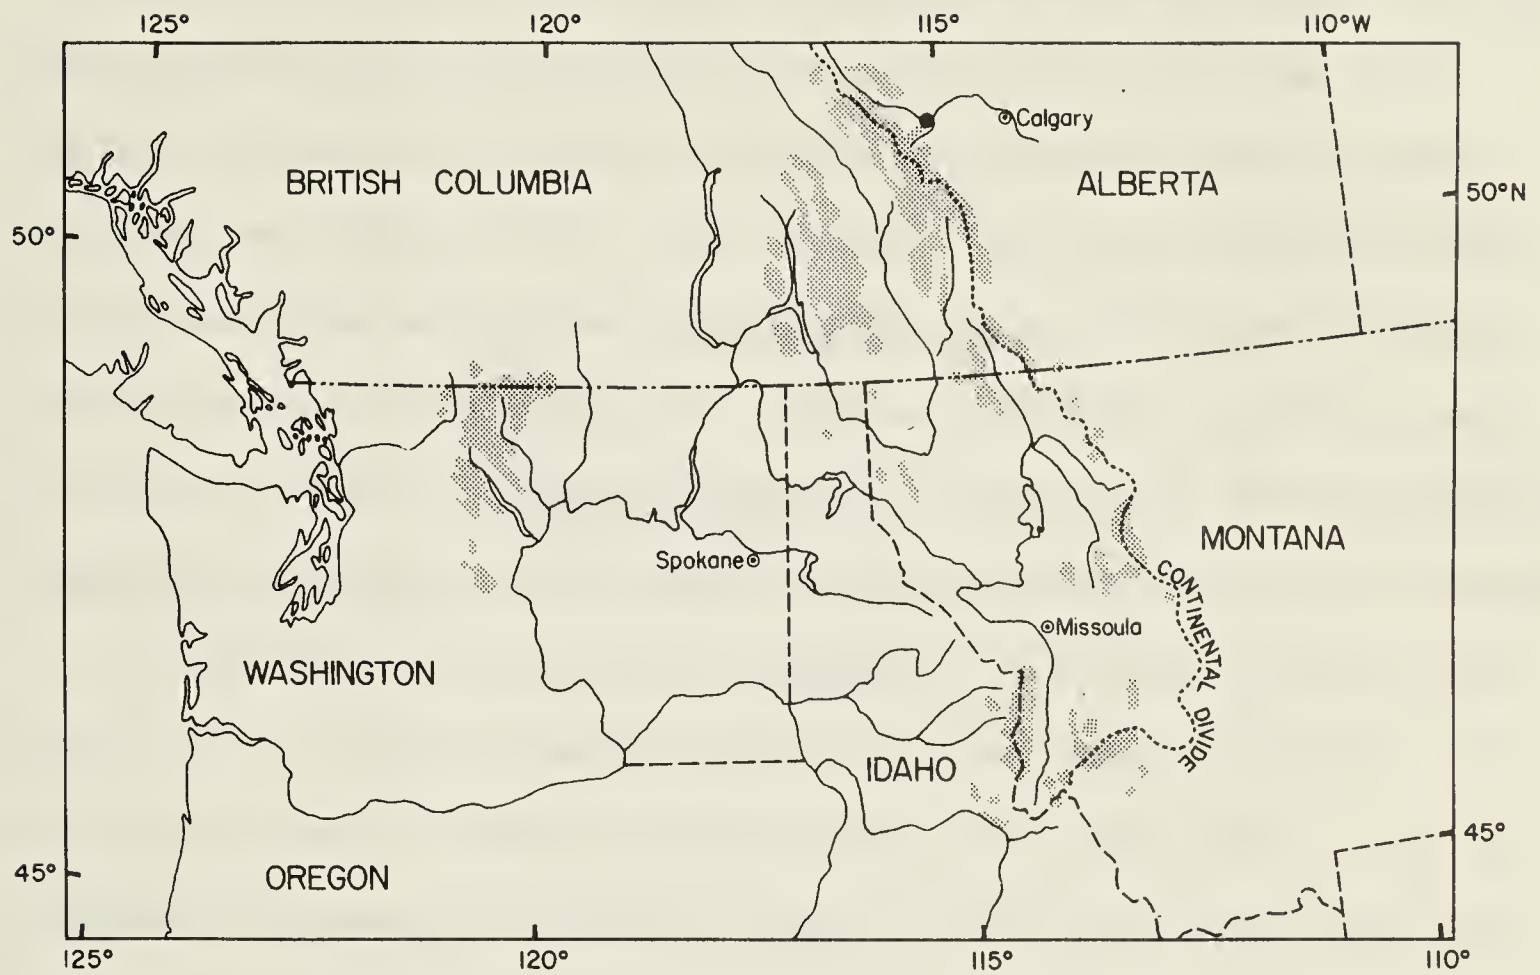 125° 120° 115° 110°W
Calgary
BRITISH COLUMBIA ALBERTA
50°N
50°
MONTANA
Spokane
CONTINENTAL DIVIDE
Missoula
WASHINGTON
IDAHO
45°
OREGON
45°
125° 120° 115° 110°